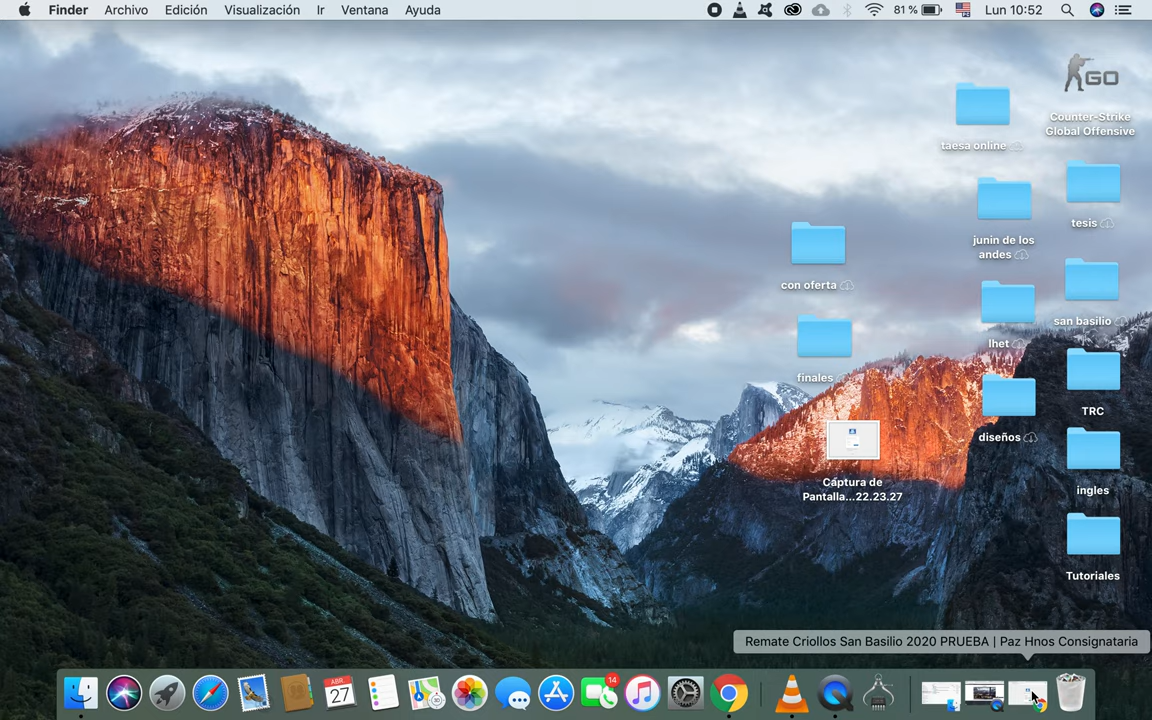 Finder Archivo Edición Visualización Ir Ventana Ayuda 81 % Lun 10:52
GO
Counter-Strike
Global Offensive
taesa online
tesis
junin de los
andes
con oferta
san basilio
lhet
finales
TRC
diseños
Captura de
Pantalla...22.23.27
ingles
Tutoriales
Remate Criollos San Basilio 2020 PRUEBA | Paz Hnos Consignataria
ABR
27
14